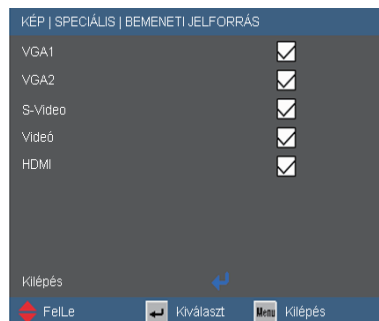 KÉP | SPECIÁLIS | BEMENETI JELFORRÁS
VGA1
VGA2
S-Video
Videó
HDMI
Kilépés
FelLe Kiválaszt Menu Kilépés